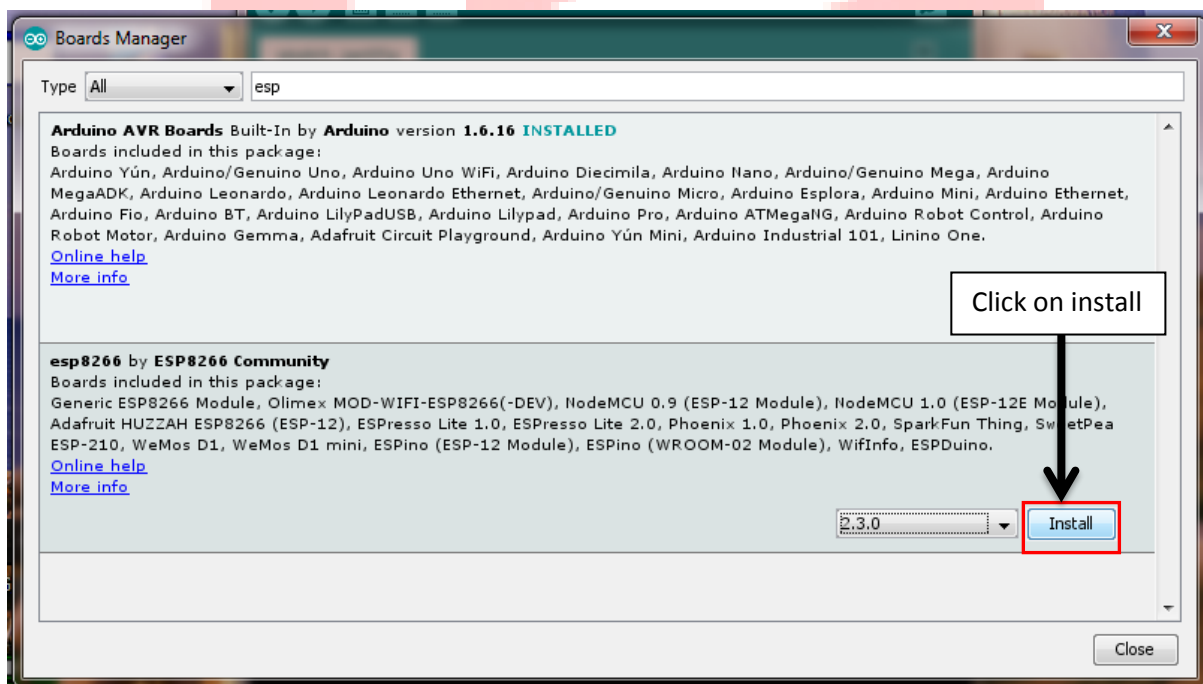 Boards Manager
Type All esp
Arduino AVR Boards Built-In by Arduino version 1.6.16 INSTALLED
Boards included in this package:
Arduino Yún, Arduino/Genuino Uno, Arduino Uno WiFi, Arduino Diecimila, Arduino Nano, Arduino/Genuino Mega, Arduino
MegaADK, Arduino Leonardo, Arduino Leonardo Ethernet, Arduino/Genuino Micro, Arduino Esplora, Arduino Mini, Arduino Ethernet,
Arduino Fio, Arduino BT, Arduino LilyPadUSB, Arduino Lilypad, Arduino Pro, Arduino ATMegaNG, Arduino Robot Control, Arduino
Robot Motor, Arduino Gemma, Adafruit Circuit Playground, Arduino Yún Mini, Arduino Industrial 101, Linino One.
Online help
More info
Click on install
esp8266 by ESP8266 Community
Boards included in this package:
Generic ESP8266 Module, Olimex MOD-WIFI-ESP8266(-DEV), NodeMCU 0.9 (ESP-12 Module), NodeMCU 1.0 (ESP-12E Module),
Adafruit HUZZAH ESP8266 (ESP-12), ESPresso Lite 1.0, ESPresso Lite 2.0, Phoenix 1.0, Phoenix 2.0, SparkFun Thing, SweetPea
ESP-210, WeMos D1, WeMos D1 mini, ESPino (ESP-12 Module), ESPino (WROOM-02 Module), WifInfo, ESPDuino.
Online help
More info
2.3.0 Install
Close